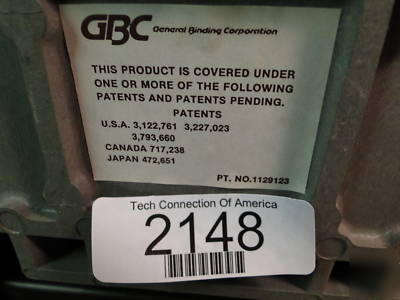 GBC General Binding Corporation
THIS PRODUCT IS COVERED UNDER
ONE OR MORE OF THE FOLLOWING
PATENTS AND PATENTS PENDING.
PATENTS
U.S.A. 3,122,761 3,227,023
3,793,660
CANADA 717,238
JAPAN 472,651
PT. NO.1129123
Tech Connection Of America
2148